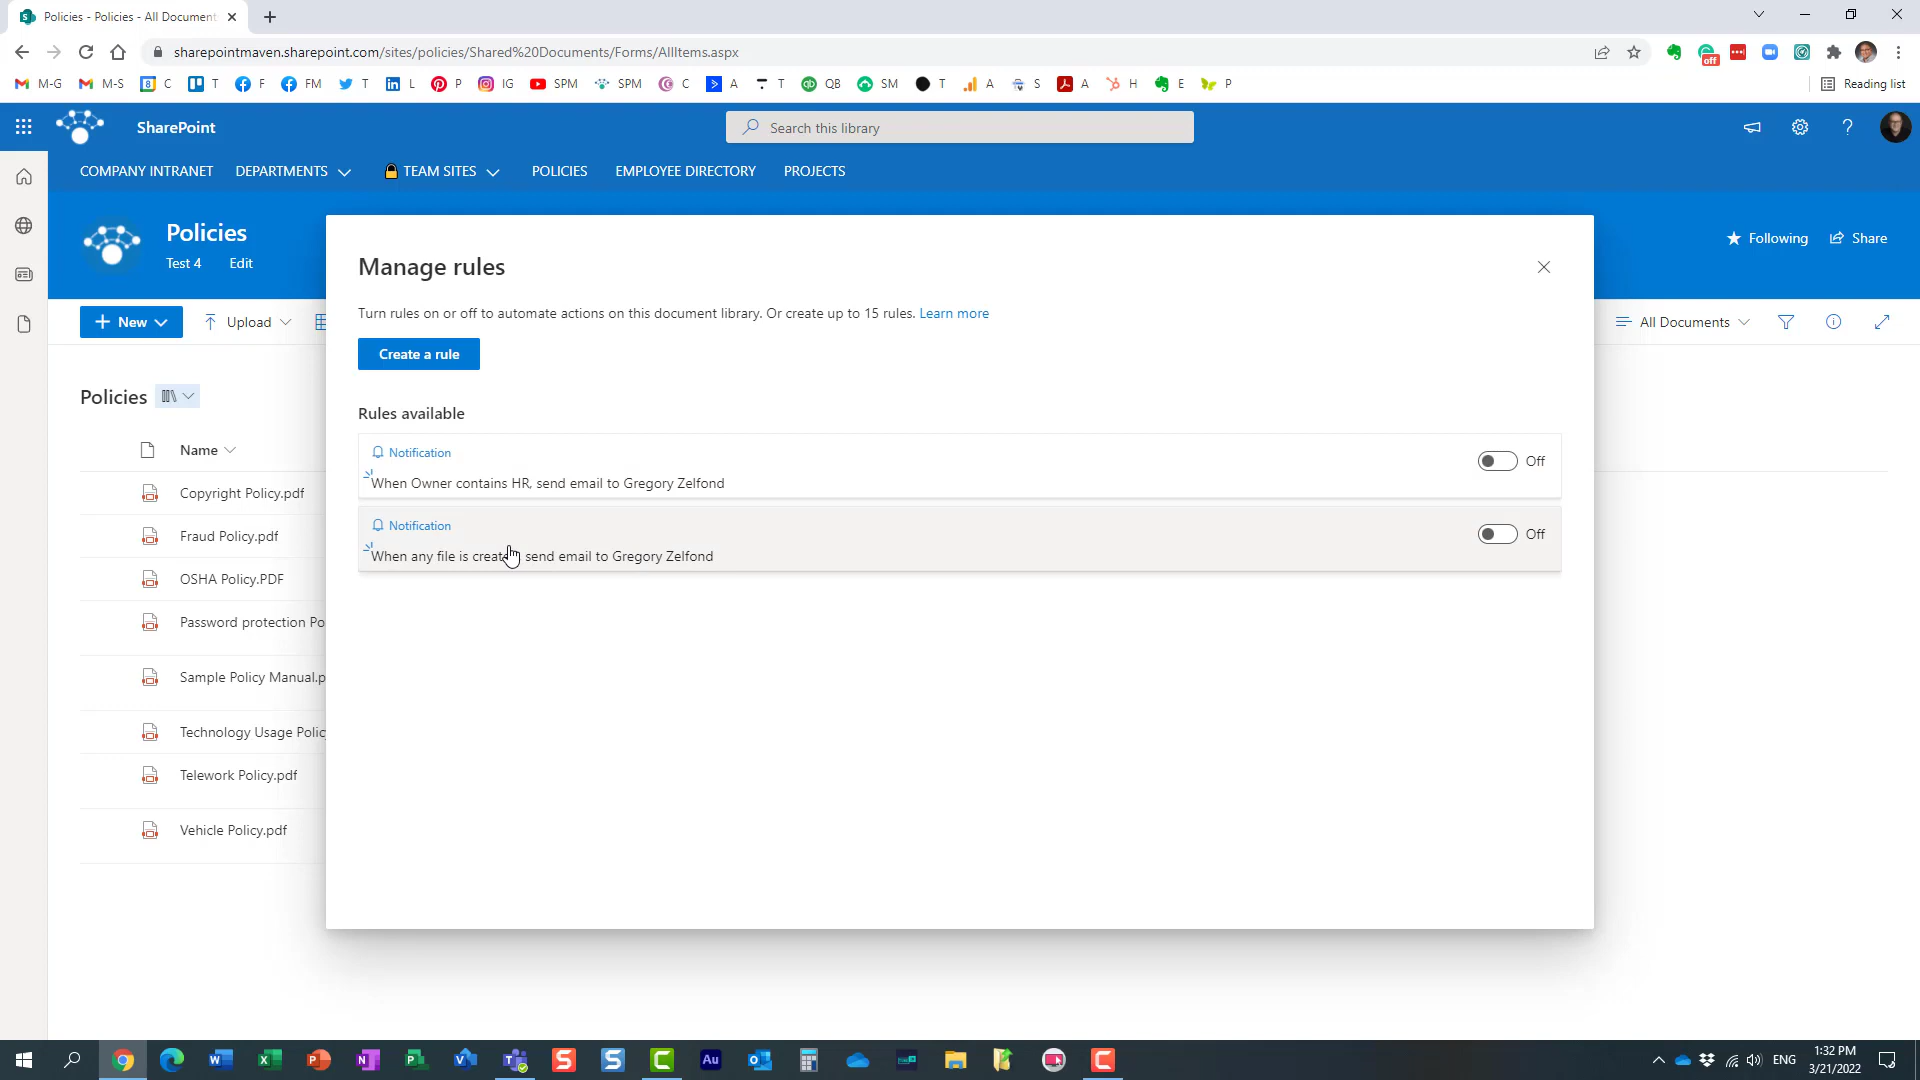 Policies - Policies - All Document
sharepointmaven.sharepoint.com/sites/policies/Shared%20Documents/Forms/AllItems.aspx
off
M-G M-S 8 C T F FM T L P IG SPM SPM C A T QB SM T A S A H E P Reading list
SharePoint
Search this library
COMPANY INTRANET DEPARTMENTS TEAM SITES POLICIES EMPLOYEE DIRECTORY PROJECTS
Policies
Test 4 Edit
Following Share
New Upload
All Documents
Manage rules
Turn rules on or off to automate actions on this document library. Or create up to 15 rules. Learn more
Create a rule
Rules available
Notification
When Owner contains HR, send email to Gregory Zelfond
Off
Notification
When any file is create send email to Gregory Zelfond
Off
Policies
Name
Copyright Policy.pdf
Fraud Policy.pdf
OSHA Policy.PDF
Password protection Po
Sample Policy Manual.p
Technology Usage Polic
Telework Policy.pdf
Vehicle Policy.pdf
ENG
1:32 PM
3/21/2022